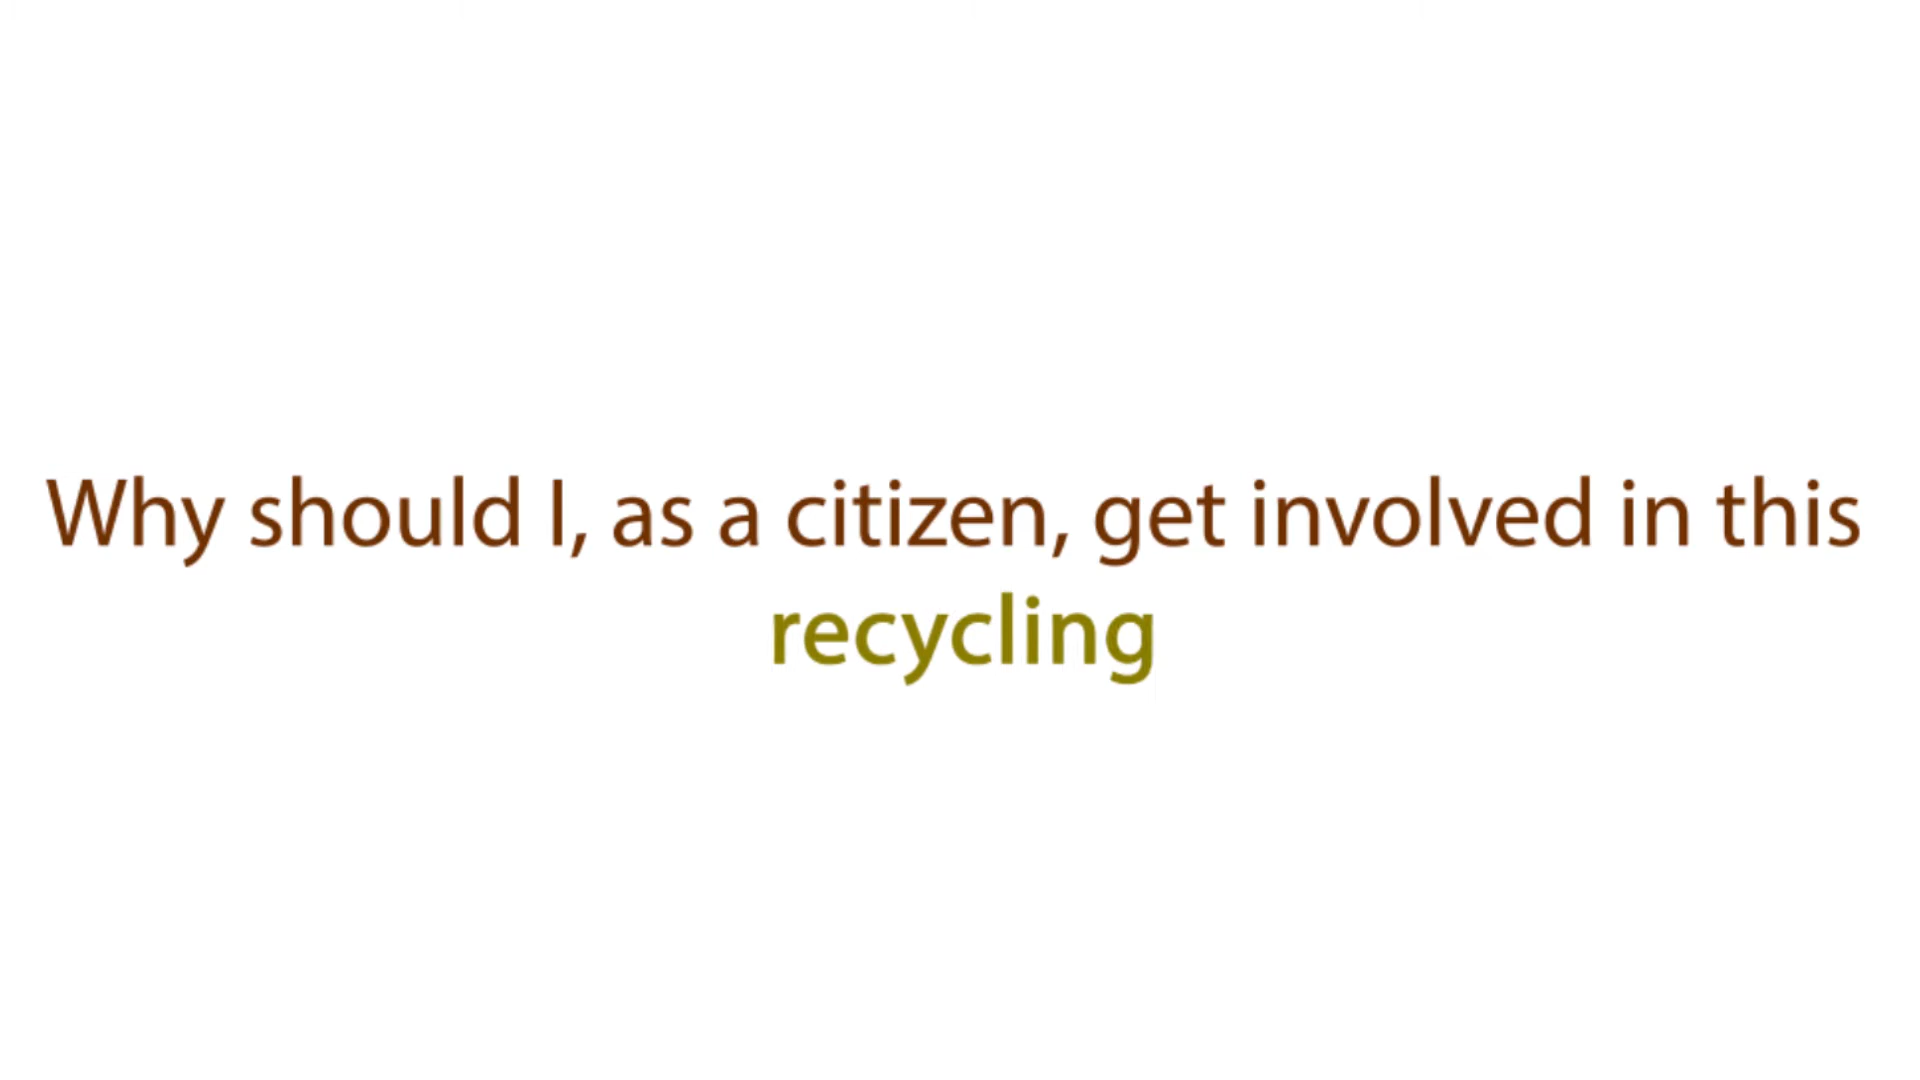 Why should I, as a citizen, get involved in this
recycling